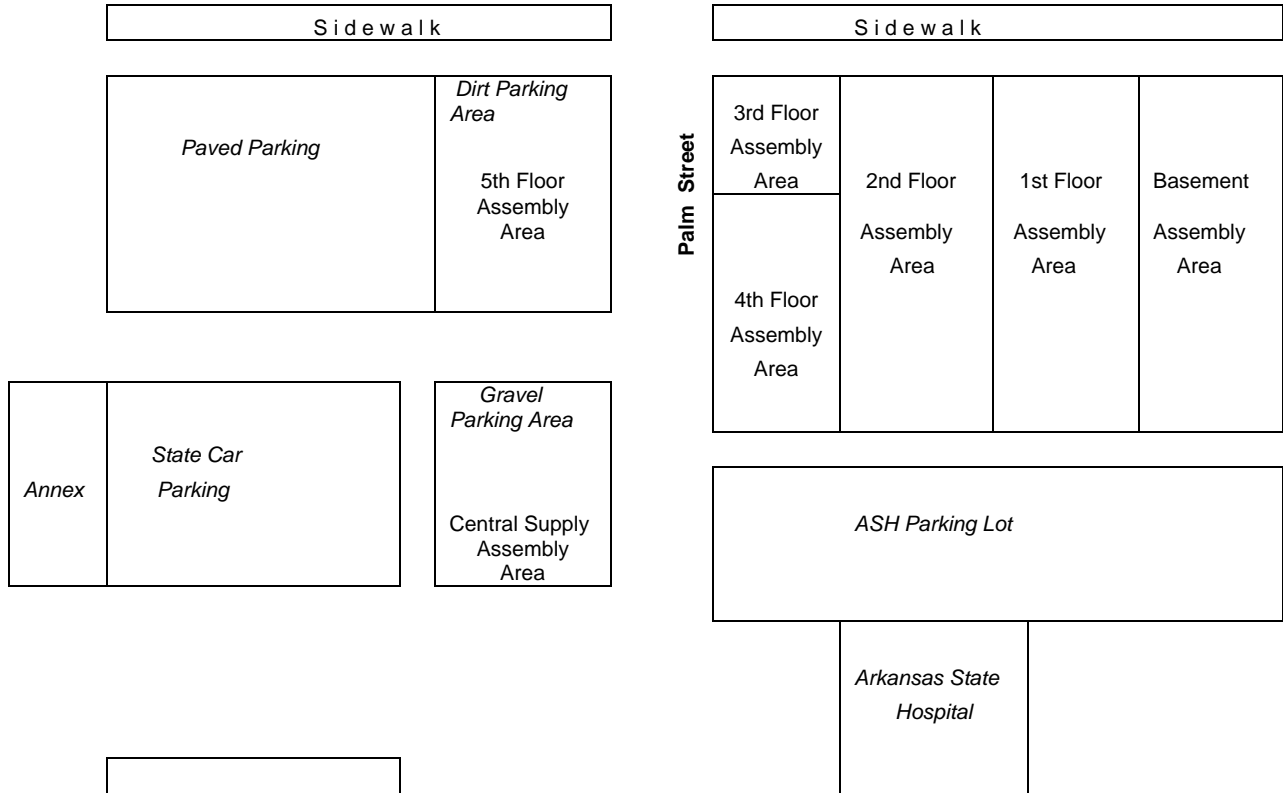 Sidewalk
Sidewalk
Dirt Parking
Area
Paved Parking
5th Floor
Assembly
Area
Palm Street
3rd Floor
Assembly
Area
4th Floor
Assembly
Area
2nd Floor
Assembly
Area
1st Floor
Assembly
Area
Basement
Assembly
Area
Annex
State Car
Parking
Gravel
Parking Area
Central Supply
Assembly
Area
ASH Parking Lot
Arkansas State
Hospital